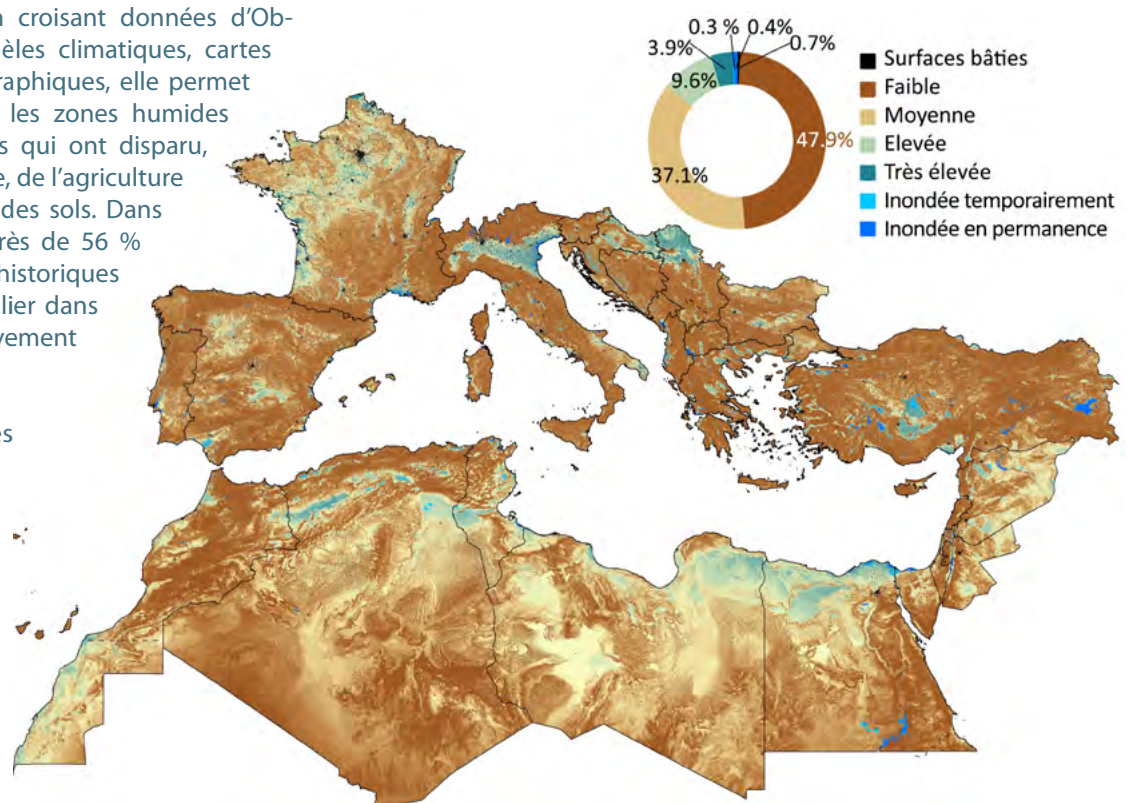 n croisant données d'Ob-
èles climatiques, cartes
raphiques, elle permet
les zones humides
s qui ont disparu,
e, de l'agriculture
des sols. Dans
rès de 56 %
historiques
lier dans
vement
es
0.3 %
0.4%
3.9%
0.7%
9.6%
47.9%
37.1%
Surfaces bâties
Faible
Moyenne
Elevée
Très élevée
Inondée temporairement
Inondée en permanence